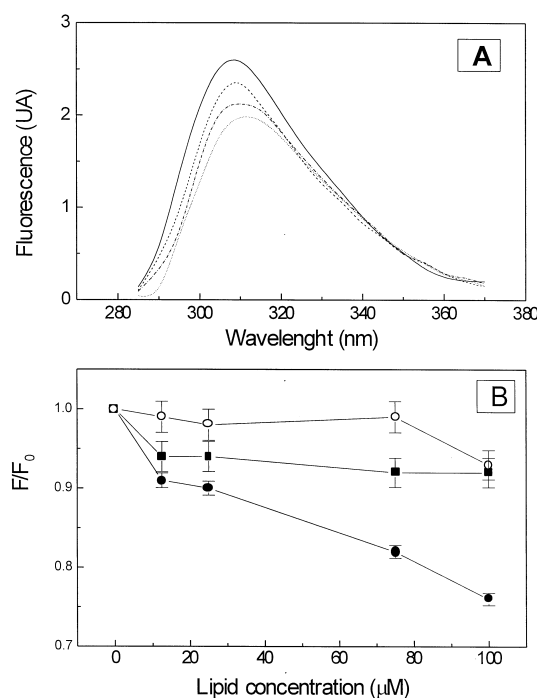 A
3
2
1
0
Fluorescence (UA)
280 300 320 340 360 380
Wavelenght (nm)
B
1.0
0.9
0.8
0.7
F/F0
0 20 40 60 80 100
Lipid concentration (μM)